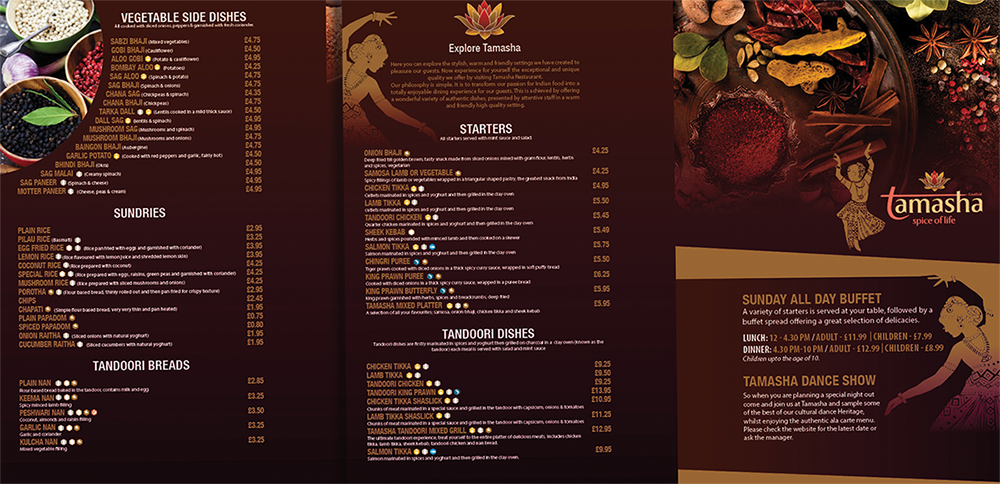 VEGETABLE SIDE DISHES
All cooked with sliced onions, peppers & garnished with fresh coriander.
SABZI BHAJI (Mixed vegetables) £4.75
GOBI BHAJI (Cauliflower) £4.50
ALOO GOBI (Potato & cauliflower) £4.95
BOMBAY ALOO (Potatoes) £4.25
SAG ALOO (Spinach & potato) £4.75
SAG BHAJI (Spinach & onions) £4.75
CHANA SAG (Chickpeas & spinach) £4.35
CHANA BHAJI (Chickpeas) £4.75
TARKA DALL (Lentils cooked in a mild thick sauce) £4.50
DALL SAG (lentils & spinach) £4.95
MUSHROOM SAG (Mushrooms and spinach) £4.95
MUSHROOM BHAJI (Mushrooms and onions) £4.75
BAINGON BHAJI (Aubergine) £4.75
GARLIC POTATO (Cooked with red peppers and garlic, fairly hot) £4.50
BHINDI BHAJI (Okra) £4.50
SAG MALAI (Creamy spinach) £4.95
SAG PANEER (Spinach & cheese) £4.95
MOTTER PANEER (Cheese, peas & cream) £4.95
SUNDRIES
PLAIN RICE £2.95
PILAU RICE (Basmati) £3.25
EGG FRIED RICE (Rice pan fried with eggs and garnished with coriander) £3.95
LEMON RICE (Rice flavoured with lemon juice and shredded lemon skin) £3.95
COCONUT RICE (Rice prepared with coconut) £4.25
SPECIAL RICE (Rice prepared with eggs, raisins, green peas and garnished with coriander) £4.25
MUSHROOM RICE (Rice prepared with sliced mushrooms and onions) £4.25
POROTHA (Flour based bread, thinly rolled out and then pan fried for crispy texture) £2.95
CHIPS £2.45
CHAPATI (Simple flour based bread, very very thin and pan heated) £1.95
PLAIN PAPADOM £0.75
SPICED PAPADOM £0.80
ONION RAITHA (Sliced onions with natural yoghurt) £1.95
CUCUMBER RAITHA (Sliced cucumbers with natural yoghurt) £1.95
TANDOORI BREADS
PLAIN NAN £2.85
Flour based bread baked in the tandoor, contains milk and egg
KEEMA NAN £3.25
Spicy minced lamb filling
PESHWARI NAN £3.50
Coconut, almonds and raisin filling
GARLIC NAN £3.25
Garlic and coriander
KULCHA NAN £3.25
Mixed vegetable filling
Explore Tamasha
Here you can explore the stylish, warm and friendly settings we have created to
pleasure our guests. Now experience for yourself the exceptional and unique
quality we offer by visiting Tamasha Restaurant.
Our philosophy is simple. It is to transform our passion for Indian food into a
totally enjoyable dining experience for our guests. This is achieved by offering
a wonderful variety of authentic dishes, presented by attentive staff in a warm
and friendly high quality setting.
STARTERS
All starters served with mint sauce and salad.
ONION BHAJI £4.25
Deep fried till golden brown, tasty snack made from sliced onions mixed with gram flour, lentils, herbs
and spices, vegetarian
SAMOSA LAMB OR VEGETABLE £4.25
Spicy fillings of lamb or vegetables wrapped in a triangular shaped pastry, the greatest snack from India
CHICKEN TIKKA £4.95
Cutlets marinated in spices and yoghurt and then grilled in the clay oven
LAMB TIKKA £5.50
Cutlets marinated in spices and yoghurt and then grilled in the clay oven
TANDOORI CHICKEN £5.45
Quarter chicken marinated in spices and yoghurt and then grilled in the clay oven
SHEEK KEBAB £5.49
Herbs and spices pounded with minced lamb and then cooked on a skewer
SALMON TIKKA £5.75
Salmon marinated in spices and yoghurt and then grilled in the clay oven
CHINGRI PUREE £5.50
Tiger prawn cooked with diced onions in a thick spicy curry sauce, wrapped in soft puffy bread
KING PRAWN PUREE £6.25
Cooked with diced onions in a thick spicy curry sauce, wrapped in a puree bread
KING PRAWN BUTTERFLY £5.95
King prawn garnished with herbs, spices and breadcrumbs, deep fried
TAMASHA MIXED PLATTER £5.95
A selection of all your favourites; samosa, onion bhaji, chicken tikka and sheek kebab
TANDOORI DISHES
Tandoori dishes are firstly marinated in spices and yoghurt then grilled on charcoal in a clay oven (known as the
tandoor) each meal is served with salad and mint sauce
CHICKEN TIKKA £9.25
LAMB TIKKA £9.50
TANDOORI CHICKEN £9.25
TANDOORI KING PRAWN £13.95
CHICKEN TIKKA SHASLICK £10.95
Chunks of meat marinated in a special sauce and grilled in the tandoor with capsicum, onions & tomatoes
LAMB TIKKA SHASLICK £11.25
Chunks of meat marinated in a special sauce and grilled in the tandoor with capsicum, onions & tomatoes
TAMASHA TANDOORI MIXED GRILL £12.95
The ultimate tandoori experience, treat yourself to the entire platter of delicious meats. Includes chicken
tikka, lamb tikka, sheek kebab, tandoori chicken and nan bread.
SALMON TIKKA £9.95
Salmon marinated in spices and yoghurt and then grilled in the clay oven.
tamasha
spice of life
SUNDAY ALL DAY BUFFET
A variety of starters is served at your table, followed by a
buffet spread offering a great selection of delicacies.
LUNCH: 12 - 4.30 PM / ADULT - £11.99 | CHILDREN - £7.99
DINNER: 4.30 PM-10 PM / ADULT - £12.99 | CHILDREN - £8.99
Children upto the age of 10.
TAMASHA DANCE SHOW
So when you are planning a special night out
come and join us at Tamasha and sample some
of the best of our cultural dance Heritage,
whilst enjoying the authentic ala carte menu.
Please check the website for the latest date or
ask the manager.